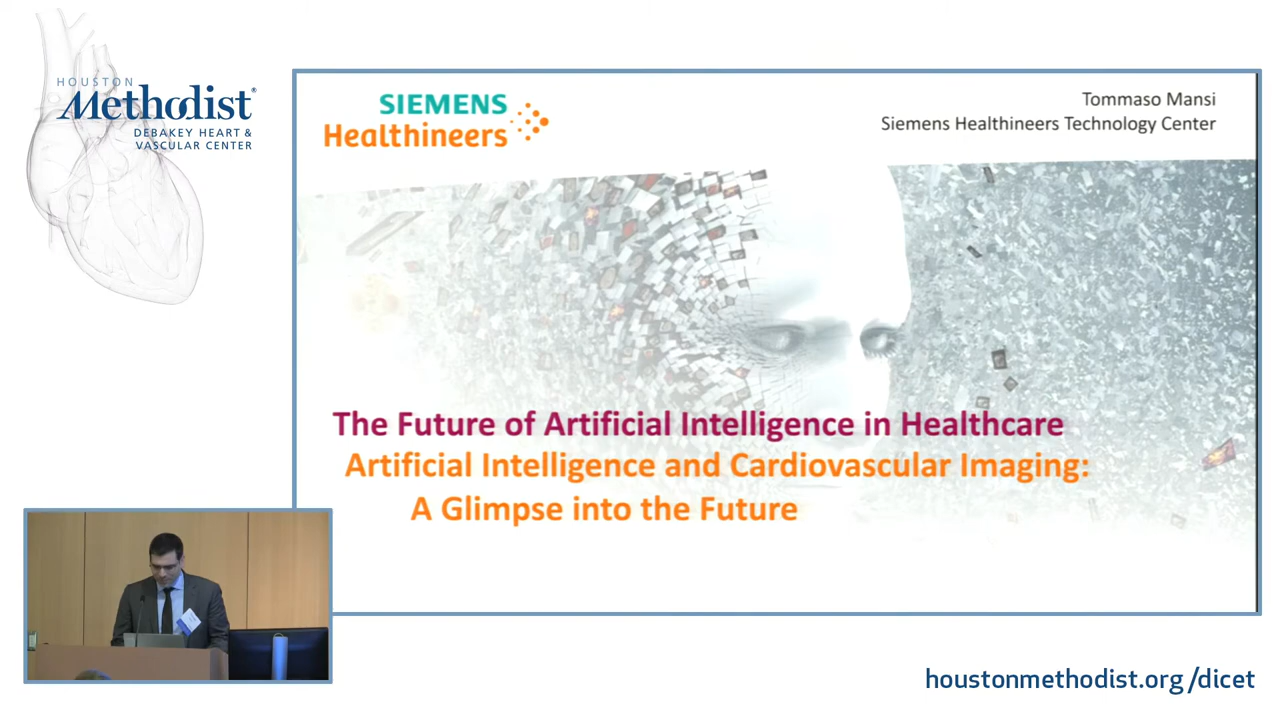 HOUSTON
Methodist®
DEBAKEY HEART &
VASCULAR CENTER
SIEMENS
Healthineers
Tommaso Mansi
Siemens Healthineers Technology Center
The Future of Artificial Intelligence in Healthcare
Artificial Intelligence and Cardiovascular Imaging:
A Glimpse into the Future
houstonmethodist.org/dicet